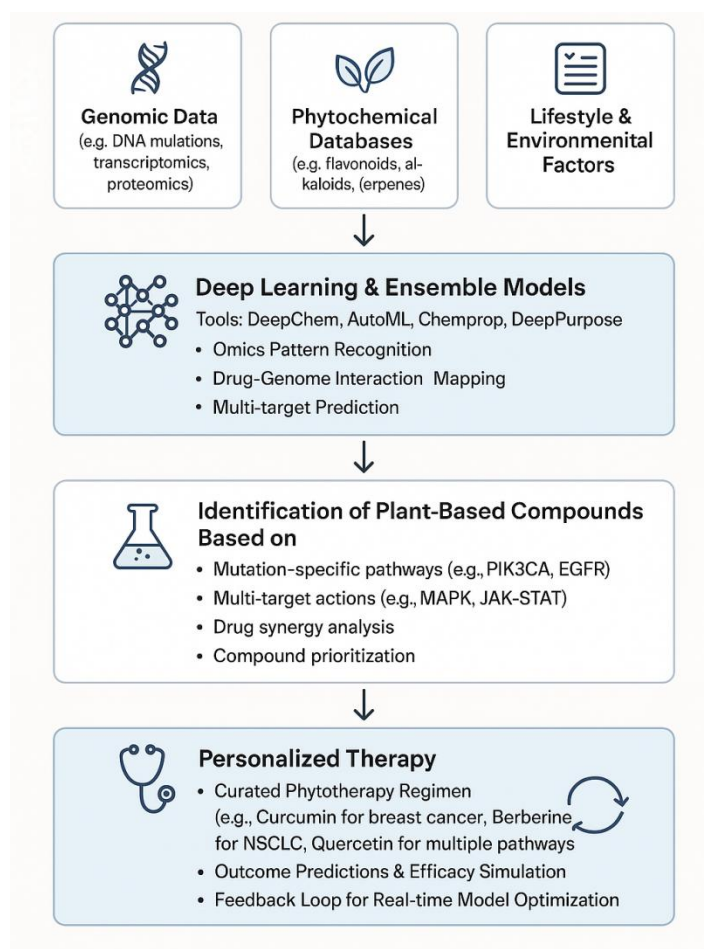 Genomic Data
(e.g. DNA mulations,
transcriptomics,
proteomics)
Phytochemical
Databases
(e.g. flavonoids, al-
kaloids, (erpenes)
Lifestyle &
Environmenital
Factors
Deep Learning & Ensemble Models
Tools: DeepChem, AutoML, Chemprop, DeepPurpose
• Omics Pattern Recognition
• Drug-Genome Interaction Mapping
• Multi-target Prediction
Identification of Plant-Based Compounds
Based on
• Mutation-specific pathways (e.g., PIK3CA, EGFR)
• Multi-target actions (e.g., MAPK, JAK-STAT)
• Drug synergy analysis
• Compound prioritization
Personalized Therapy
• Curated Phytotherapy Regimen
(e.g., Curcumin for breast cancer, Berberine
for NSCLC, Quercetin for multiple pathways
• Outcome Predictions & Efficacy Simulation
• Feedback Loop for Real-time Model Optimization